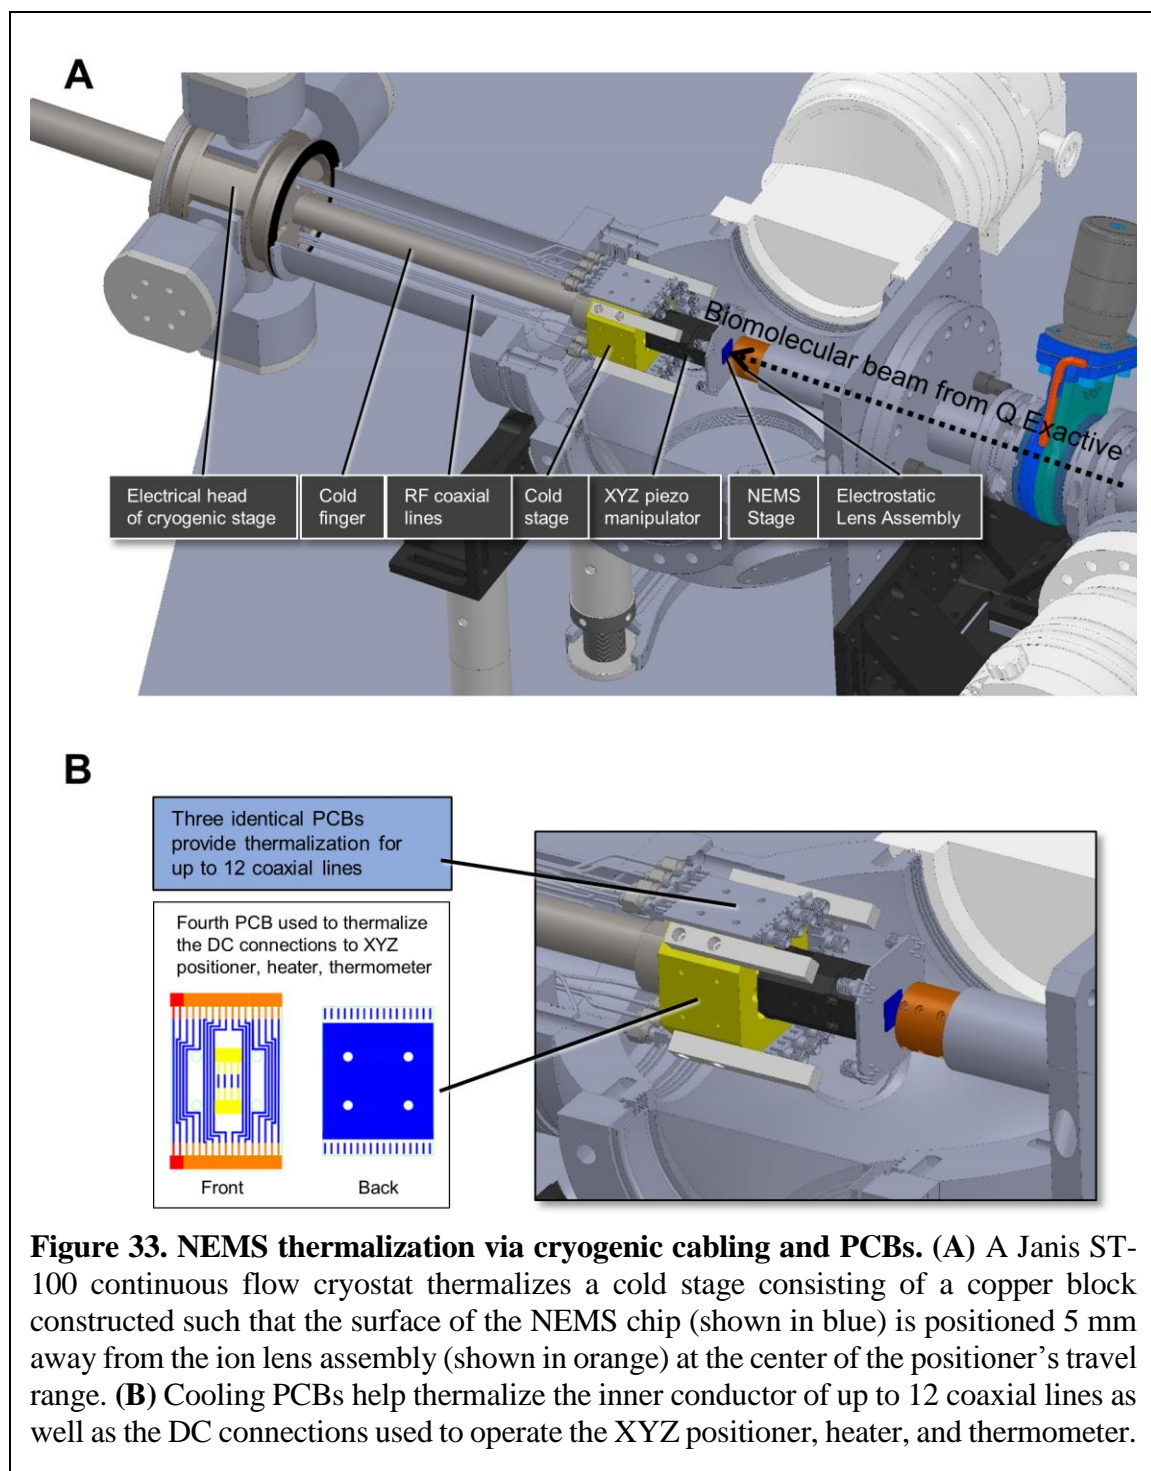 A
Biomolecular beam from Q Exactive
Electrical head
of cryogenic stage
Cold
finger
RF coaxial
lines
Cold
stage
XYZ piezo
manipulator
NEMS
Stage
Electrostatic
Lens Assembly
B
Three identical PCBs
provide thermalization for
up to 12 coaxial lines
Fourth PCB used to thermalize
the DC connections to XYZ
positioner, heater, thermometer
Front
Back
Figure 33. NEMS thermalization via cryogenic cabling and PCBs. (A) A Janis ST-
100 continuous flow cryostat thermalizes a cold stage consisting of a copper block
constructed such that the surface of the NEMS chip (shown in blue) is positioned 5 mm
away from the ion lens assembly (shown in orange) at the center of the positioner’s travel
range. (B) Cooling PCBs help thermalize the inner conductor of up to 12 coaxial lines as
well as the DC connections used to operate the XYZ positioner, heater, and thermometer.